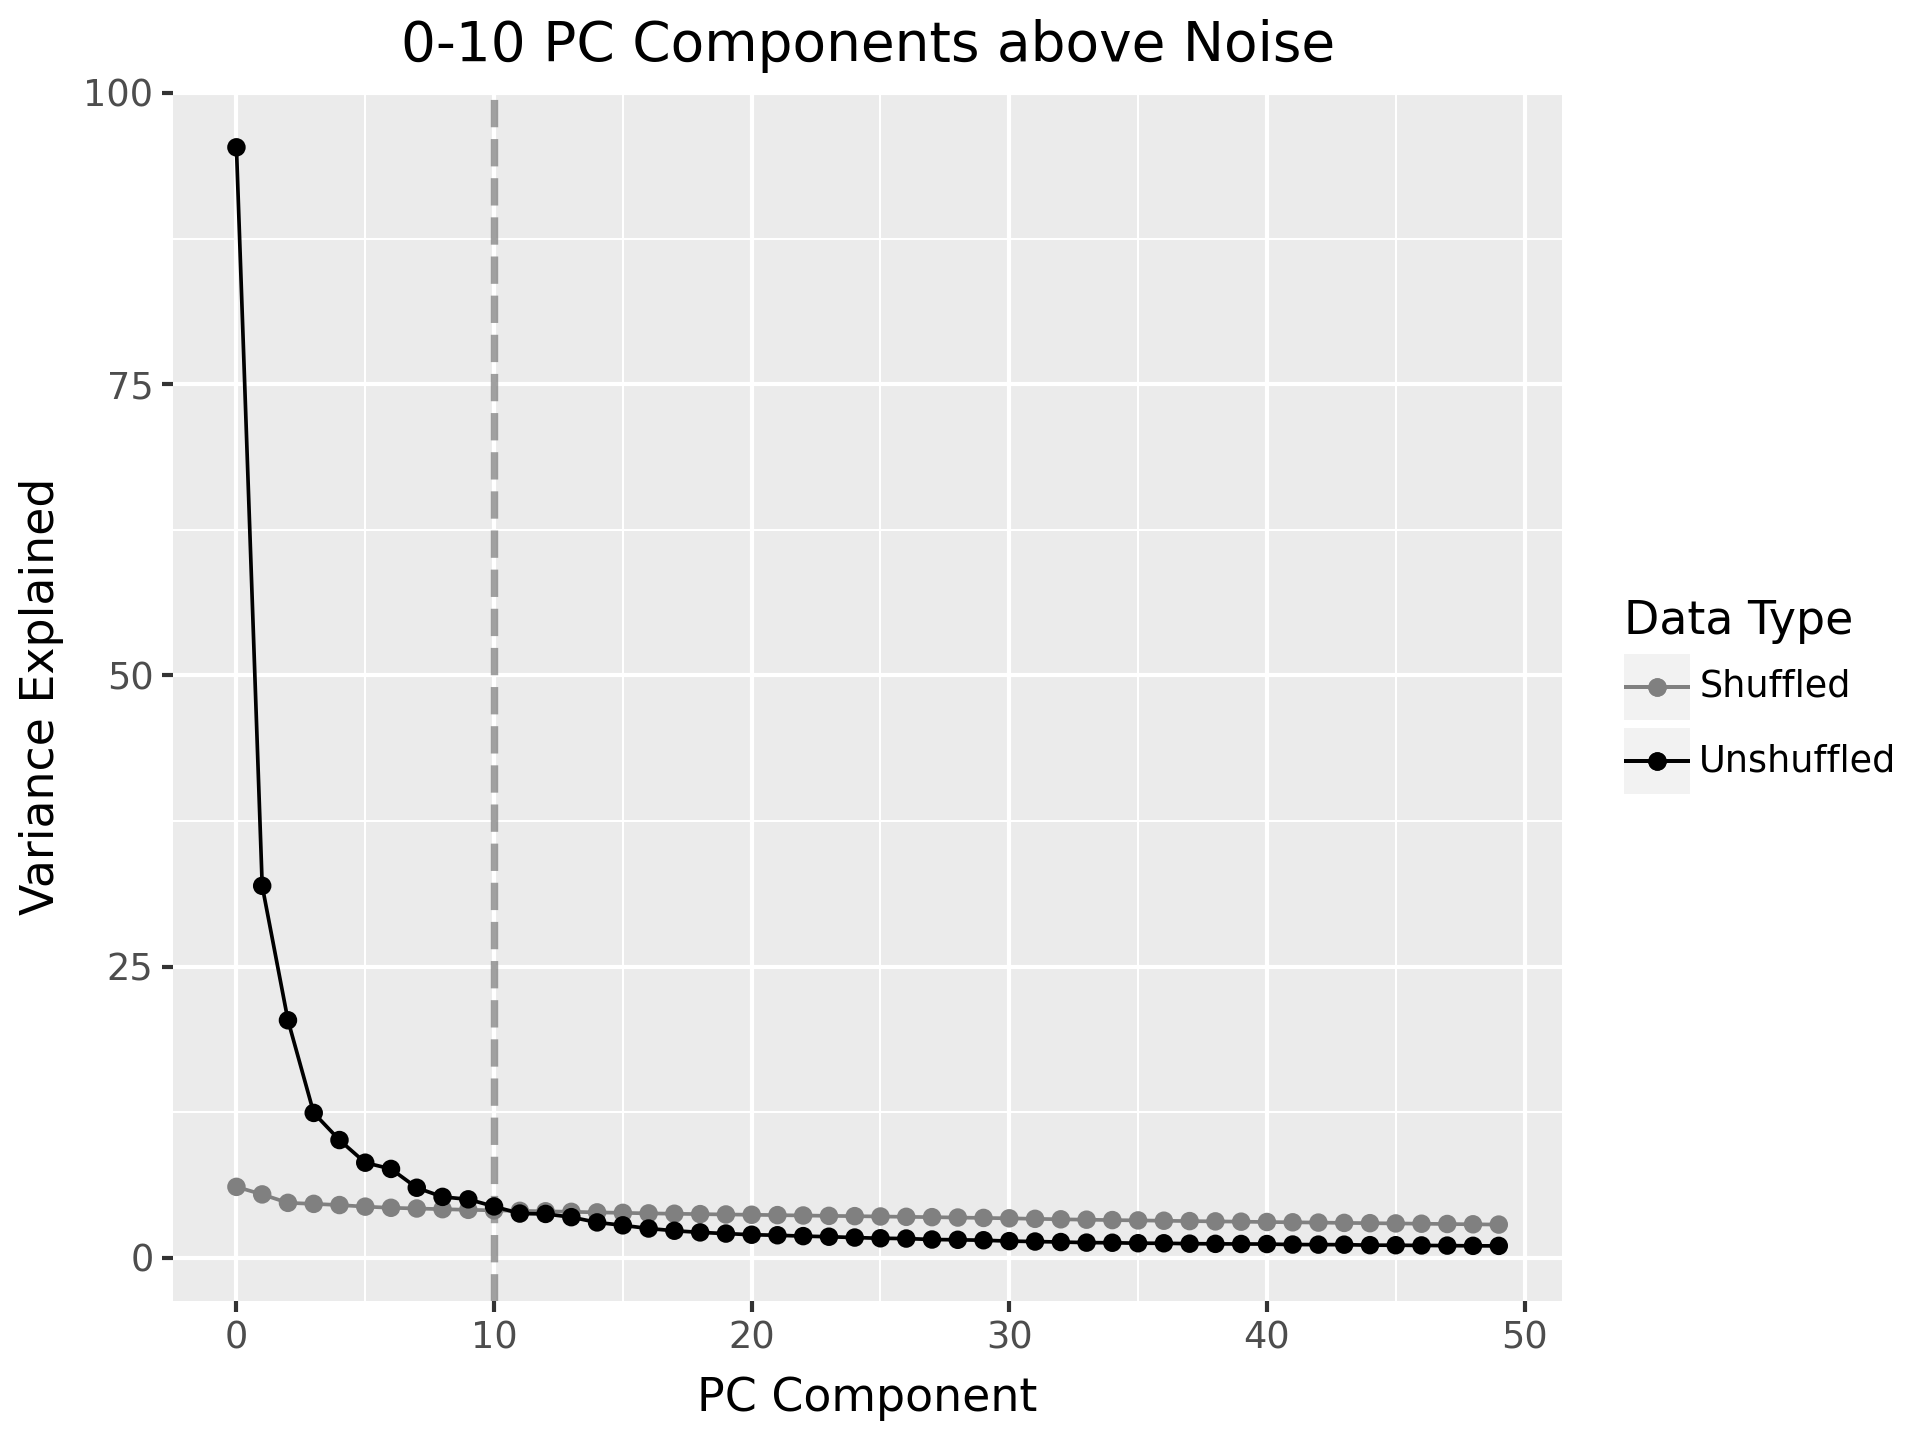 0-10 PC Components above Noise
100
75
50
25
0
0 10 20 30 40 50
Variance Explained
PC Component
Data Type
Shuffled
Unshuffled